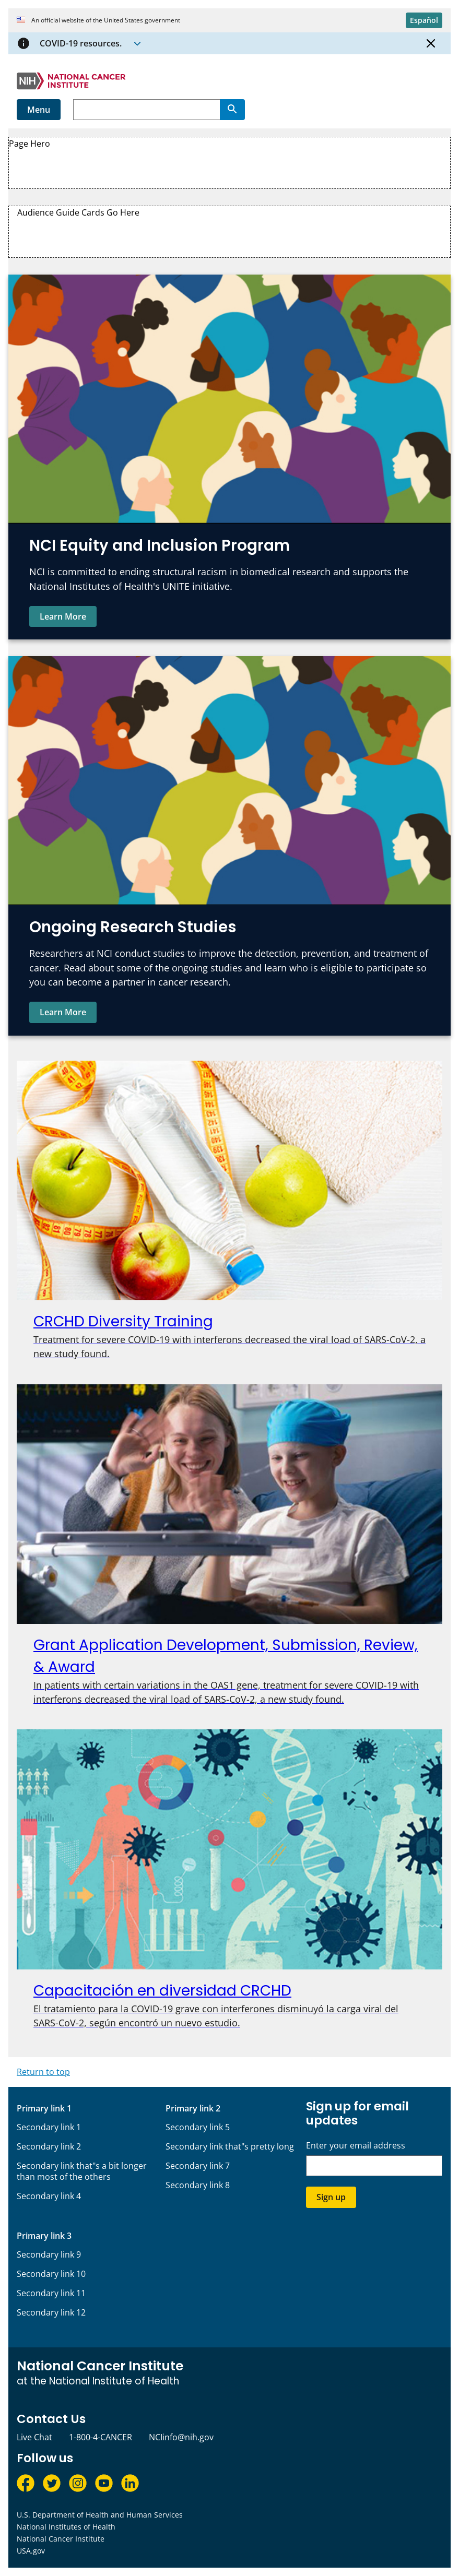 An official website of the United States government
Español
COVID-19 resources.
NIH NATIONAL CANCER
INSTITUTE
Menu
Page Hero
Audience Guide Cards Go Here
NCI Equity and Inclusion Program
NCI is committed to ending structural racism in biomedical research and supports the
National Institutes of Health's UNITE initiative.
Learn More
Ongoing Research Studies
Researchers at NCI conduct studies to improve the detection, prevention, and treatment of
cancer. Read about some of the ongoing studies and learn who is eligible to participate so
you can become a partner in cancer research.
Learn More
CRCHD Diversity Training
Treatment for severe COVID-19 with interferons decreased the viral load of SARS-CoV-2, a
new study found.
Grant Application Development, Submission, Review,
& Award
In patients with certain variations in the OAS1 gene, treatment for severe COVID-19 with
interferons decreased the viral load of SARS-CoV-2, a new study found.
Capacitación en diversidad CRCHD
El tratamiento para la COVID-19 grave con interferones disminuyó la carga viral del
SARS-CoV-2, según encontró un nuevo estudio.
Return to top
Primary link 1
Secondary link 1
Secondary link 2
Secondary link that"s a bit longer
than most of the others
Secondary link 4
Primary link 2
Secondary link 5
Secondary link that"s pretty long
Secondary link 7
Secondary link 8
Primary link 3
Secondary link 9
Secondary link 10
Secondary link 11
Secondary link 12
Sign up for email
updates
Enter your email address
Sign up
National Cancer Institute
at the National Institute of Health
Contact Us
Live Chat 1-800-4-CANCER NCIinfo@nih.gov
Follow us
U.S. Department of Health and Human Services
National Institutes of Health
National Cancer Institute
USA.gov